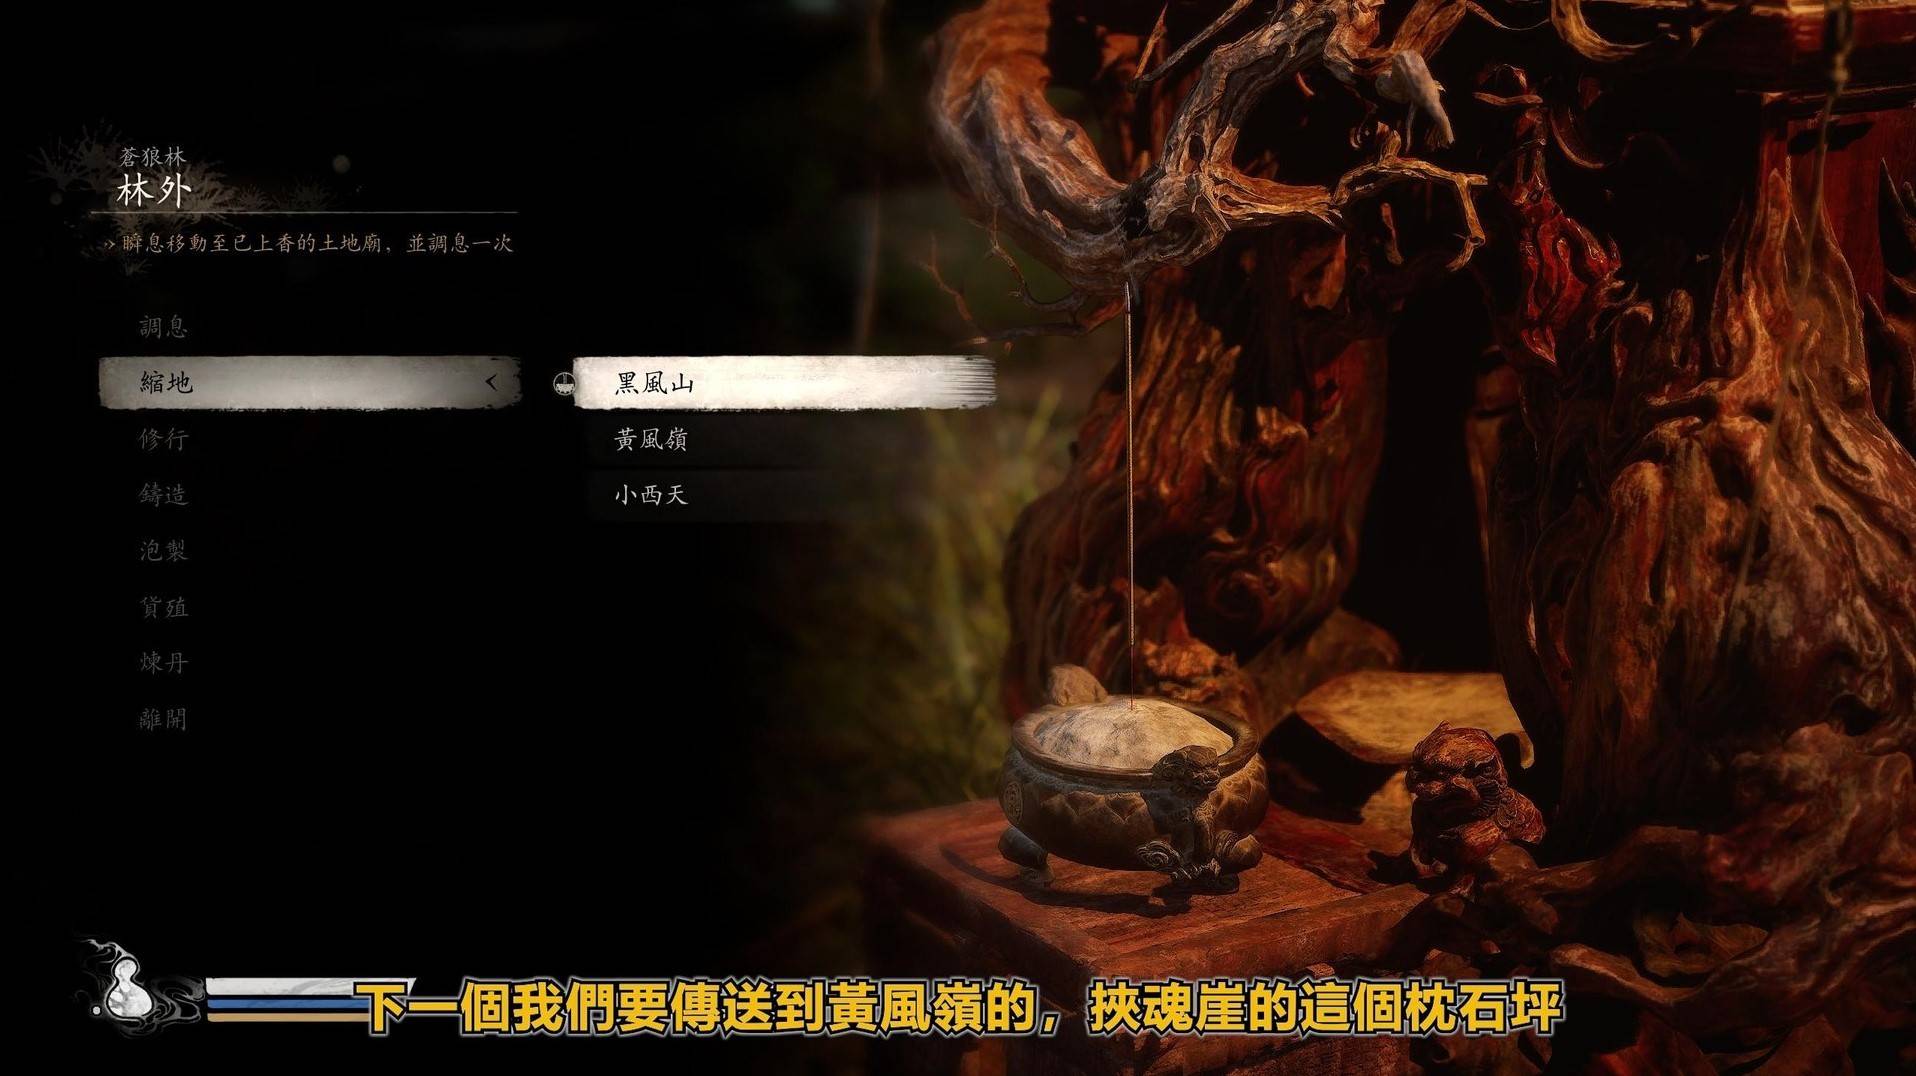 蒼狼林
林外
瞬息移動至已上香的土地廟，並調息一次
調息
縮地
修行
鑄造
泡製
貨殖
煉丹
離開
黑風山
黃風嶺
小西天
下一個我們要傳送到黃風嶺的，挾魂崖的這個枕石坪